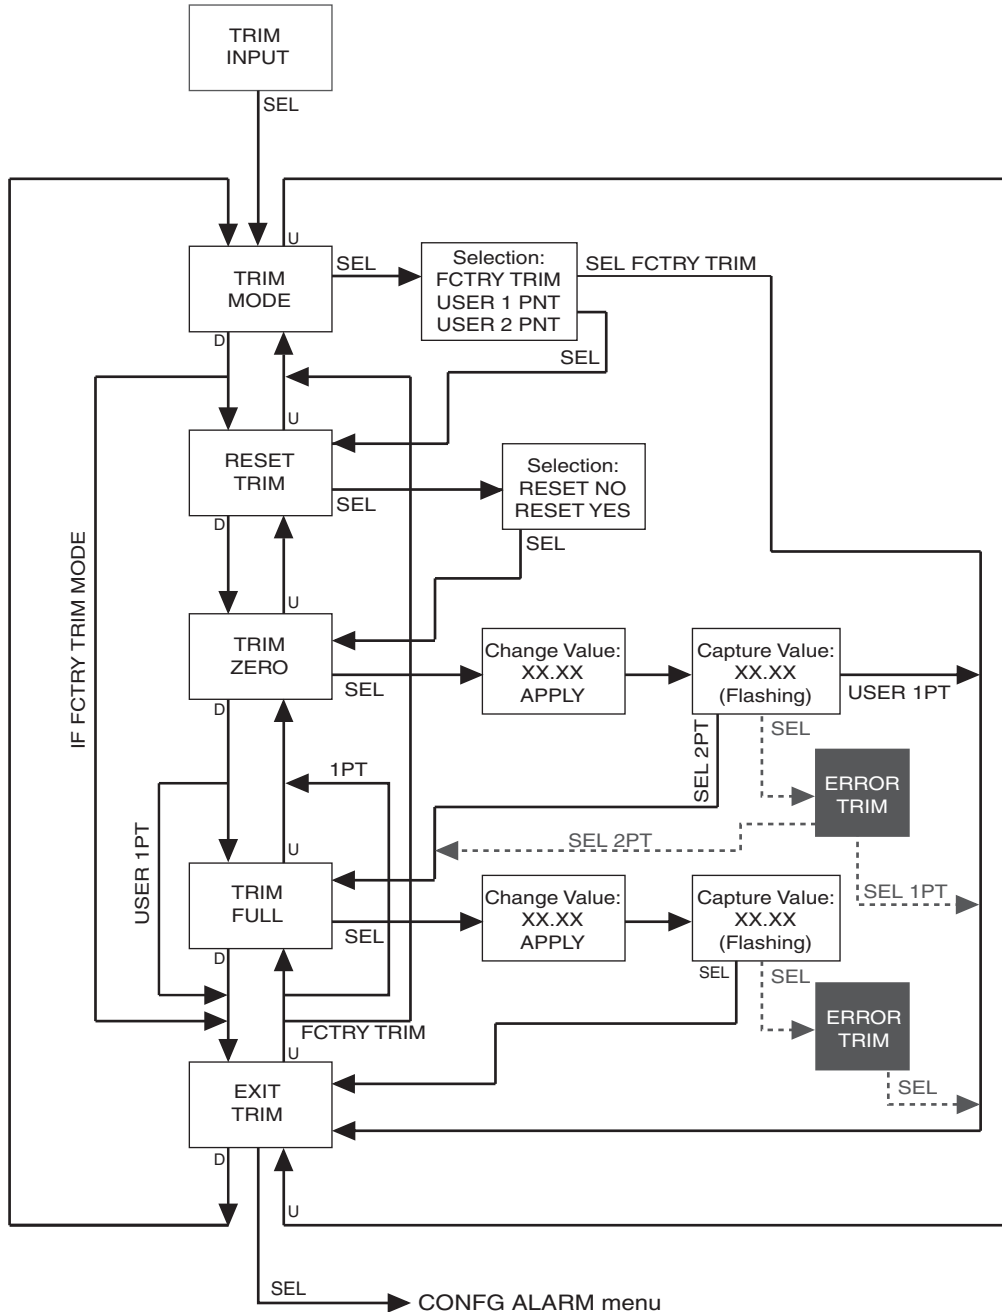 TRIM
INPUT
SEL
U
TRIM
MODE
SEL
Selection:
FCTRY TRIM
USER 1 PNT
USER 2 PNT
SEL FCTRY TRIM
SEL
D
U
RESET
TRIM
SEL
Selection:
RESET NO
RESET YES
SEL
D
U
IF FCTRY TRIM MODE
TRIM
ZERO
SEL
Change Value:
XX.XX
APPLY
Capture Value:
XX.XX
(Flashing)
USER 1PT
SEL 2PT
SEL
ERROR
TRIM
SEL 2PT
SEL 1PT
D
1PT
USER 1PT
U
TRIM
FULL
SEL
Change Value:
XX.XX
APPLY
Capture Value:
XX.XX
(Flashing)
SEL
SEL
ERROR
TRIM
SEL
D
FCTRY TRIM
U
EXIT
TRIM
D
U
SEL
CONFG ALARM menu